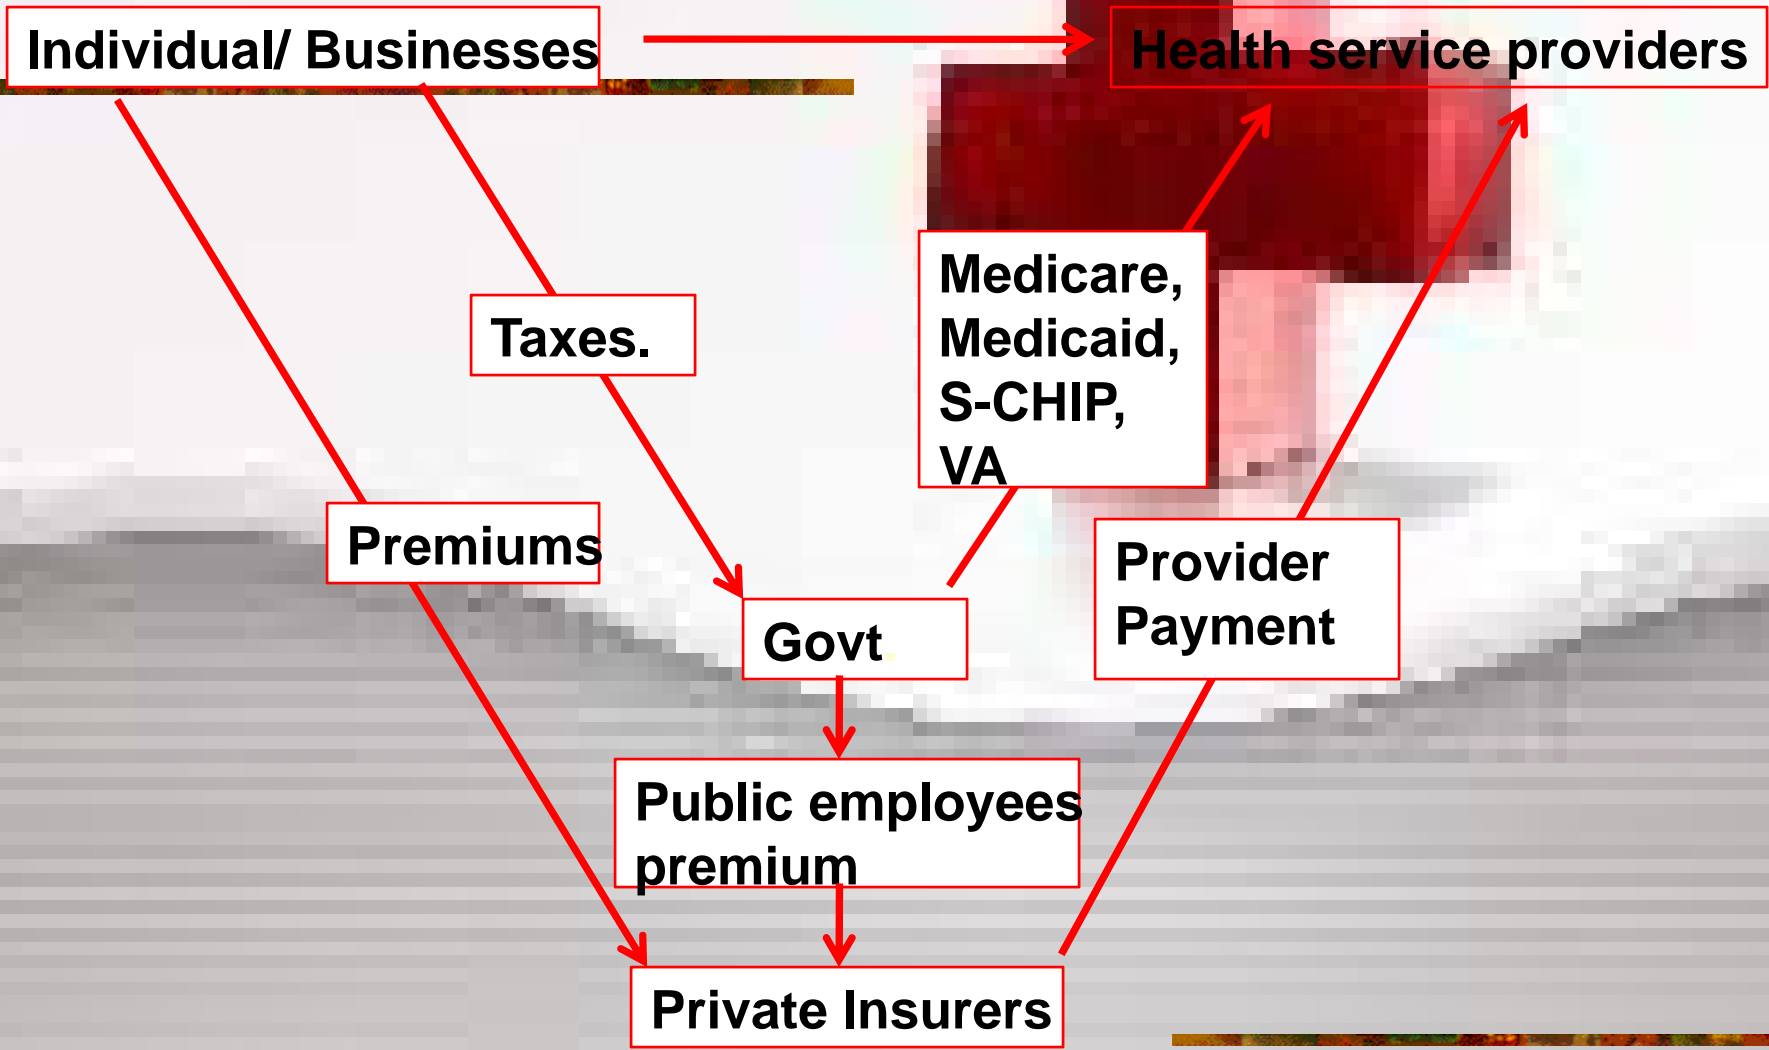 Individual/ Businesses
Health service providers
Medicare,
Medicaid,
S-CHIP,
VA
Taxes.
Premiums
Provider
Payment
Govt.
Public employees
premium
Private Insurers